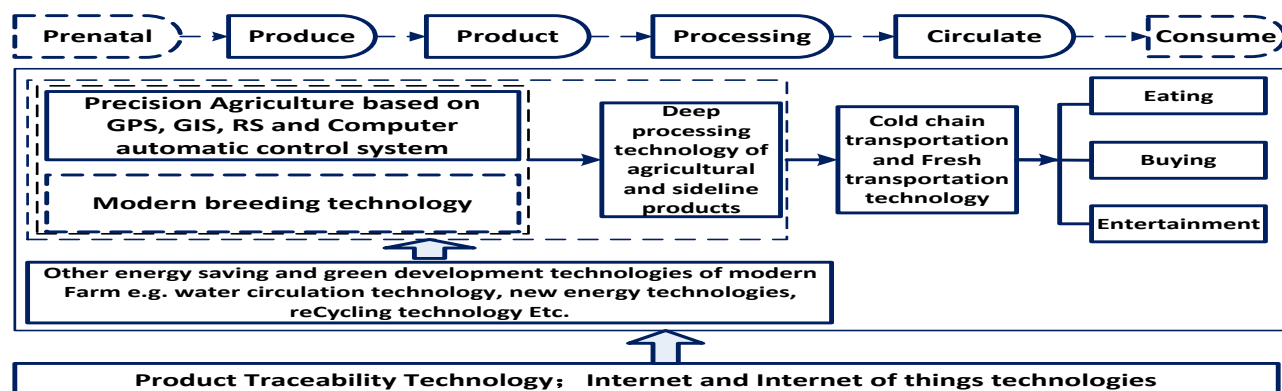 Prenatal
Produce
Product
Processing
Circulate
Consume
Precision Agriculture based on
GPS, GIS, RS and Computer
automatic control system
Modern breeding technology
Deep
processing
technology of
agricultural
and sideline
products
Cold chain
transportation
and Fresh
transportation
technology
Eating
Buying
Entertainment
Other energy saving and green development technologies of modern
Farm e.g. water circulation technology, new energy technologies,
reCycling technology Etc.
Product Traceability Technology； Internet and Internet of things technologies